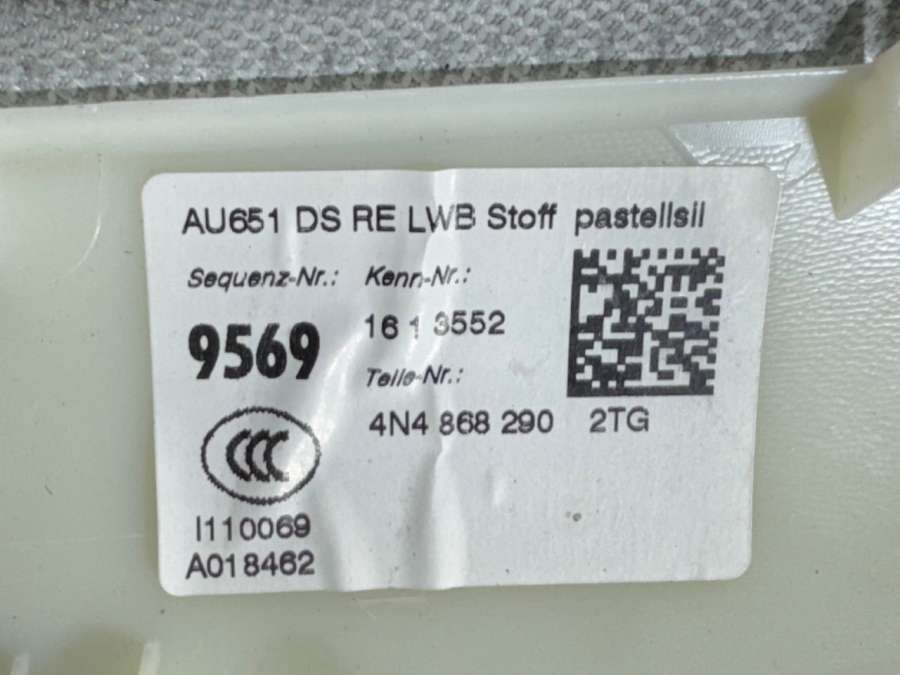 AU651 DS RE LWB Stoff pastellsil
Sequenz-Nr.: Kenn-Nr.:
9569
16 1 3552
Teile-Nr.:
4N4 868 290 2TG
CCC
I110069
A018462